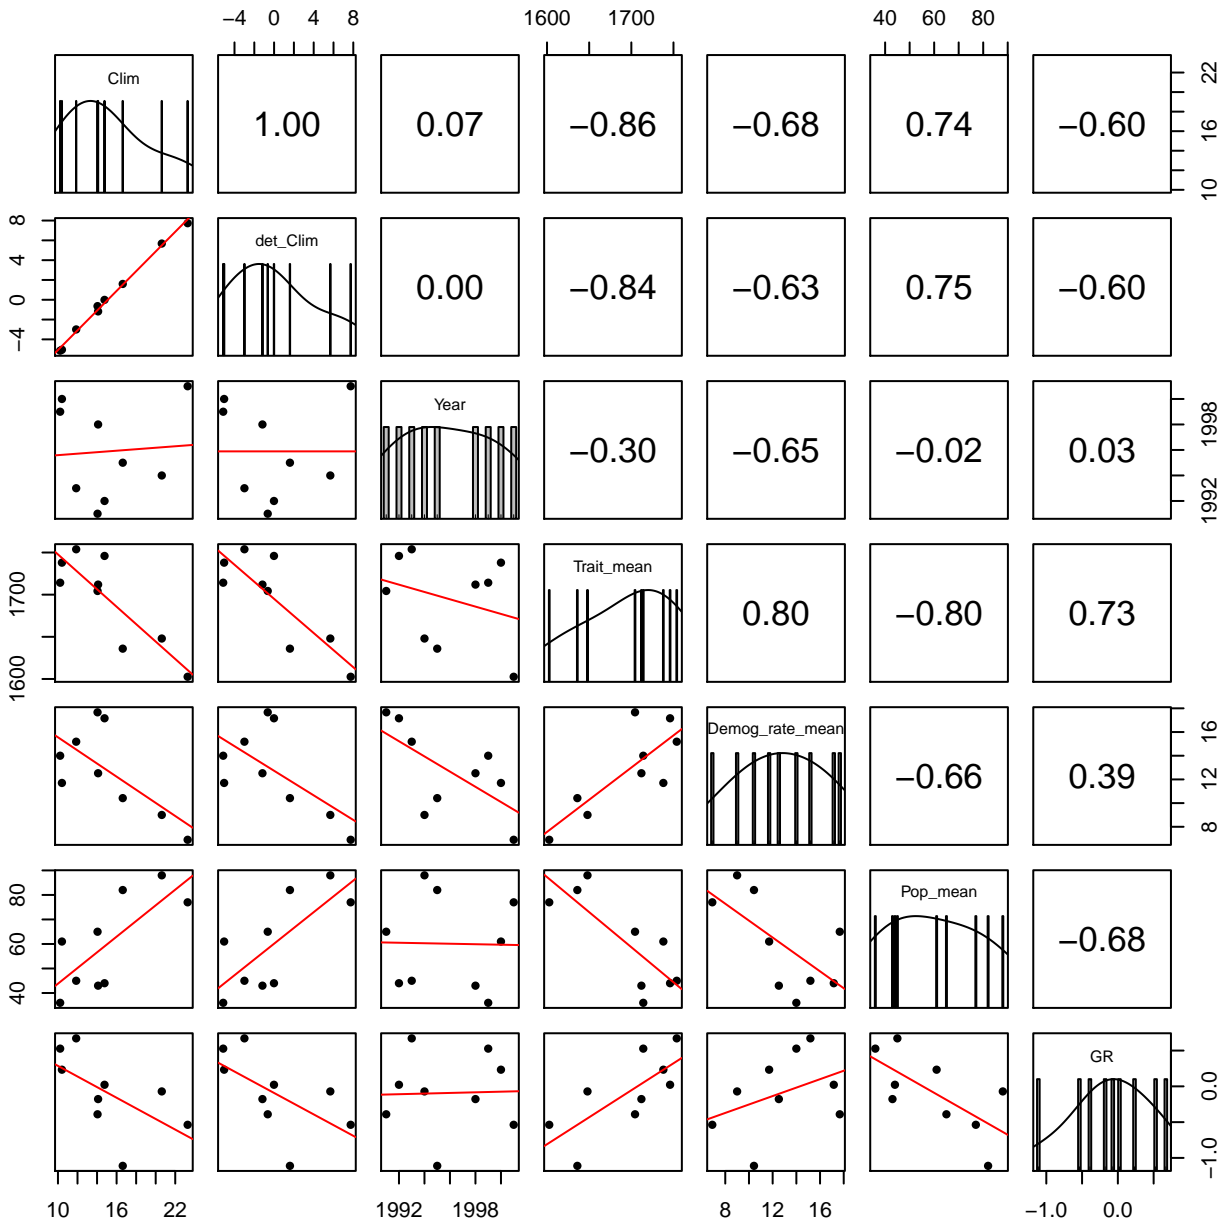 −4 0 4 8 1600 1700 40 60 80
Clim 1.00 0.07 −0.86 −0.68 0.74 −0.60 10 16 22
−4 0 4 8 det_Clim 0.00 −0.84 −0.63 0.75 −0.60
Year −0.30 −0.65 −0.02 0.03 1992 1998
1600 1700 Trait_mean 0.80 −0.80 0.73
Demog_rate_mean −0.66 0.39 8 12 16
40 60 80 Pop_mean −0.68
GR −1.0 0.0
10 16 22 1992 1998 8 12 16 −1.0 0.0